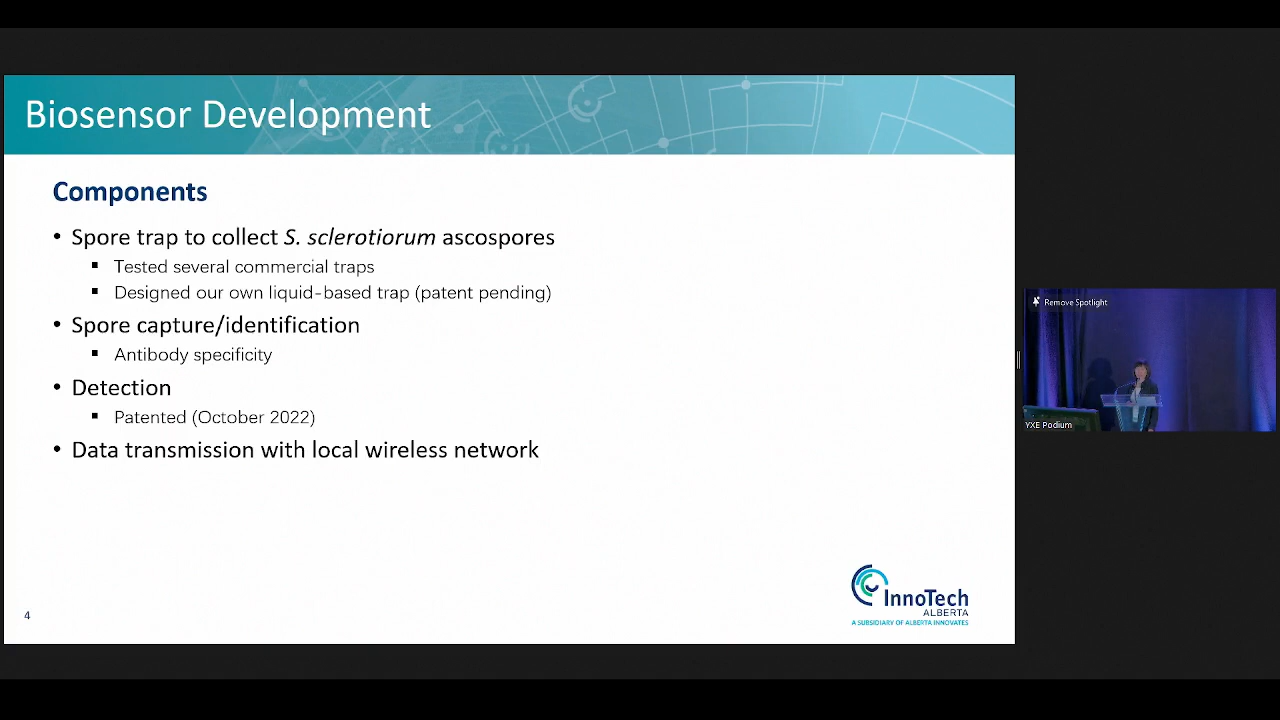 Biosensor Development
Components
• Spore trap to collect S. sclerotiorum ascospores
▪ Tested several commercial traps
▪ Designed our own liquid-based trap (patent pending)
• Spore capture/identification
▪ Antibody specificity
• Detection
▪ Patented (October 2022)
• Data transmission with local wireless network
4
InnoTech
ALBERTA
A SUBSIDIARY OF ALBERTA INNOVATES
Remove Spotlight
YXE Podium